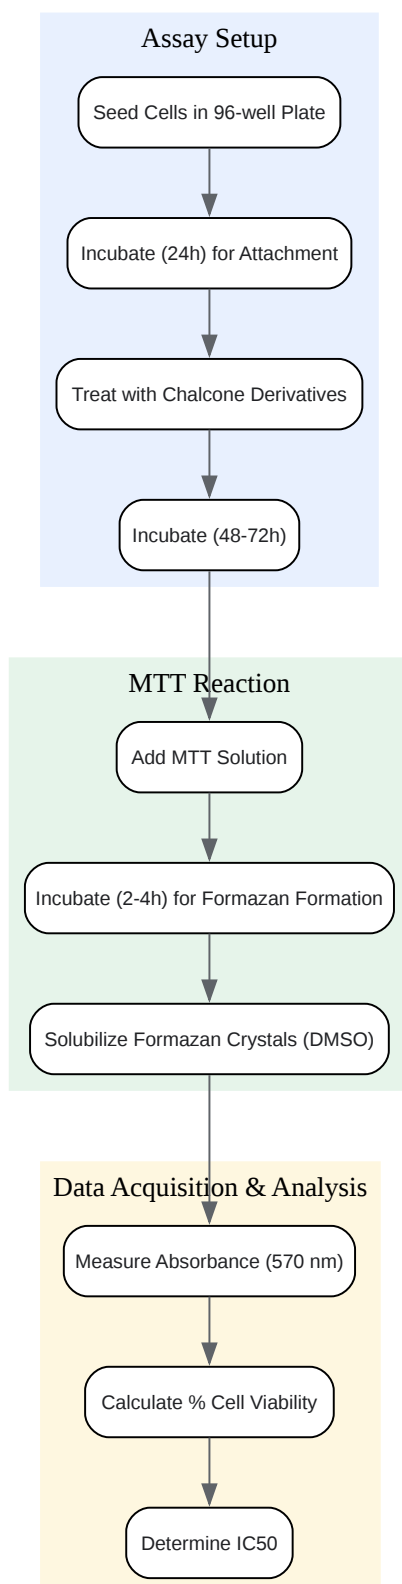 Assay Setup
Seed Cells in 96-well Plate
Incubate (24h) for Attachment
Treat with Chalcone Derivatives
Incubate (48-72h)
MTT Reaction
Add MTT Solution
Incubate (2-4h) for Formazan Formation
Solubilize Formazan Crystals (DMSO)
Data Acquisition & Analysis
Measure Absorbance (570 nm)
Calculate % Cell Viability
Determine IC50